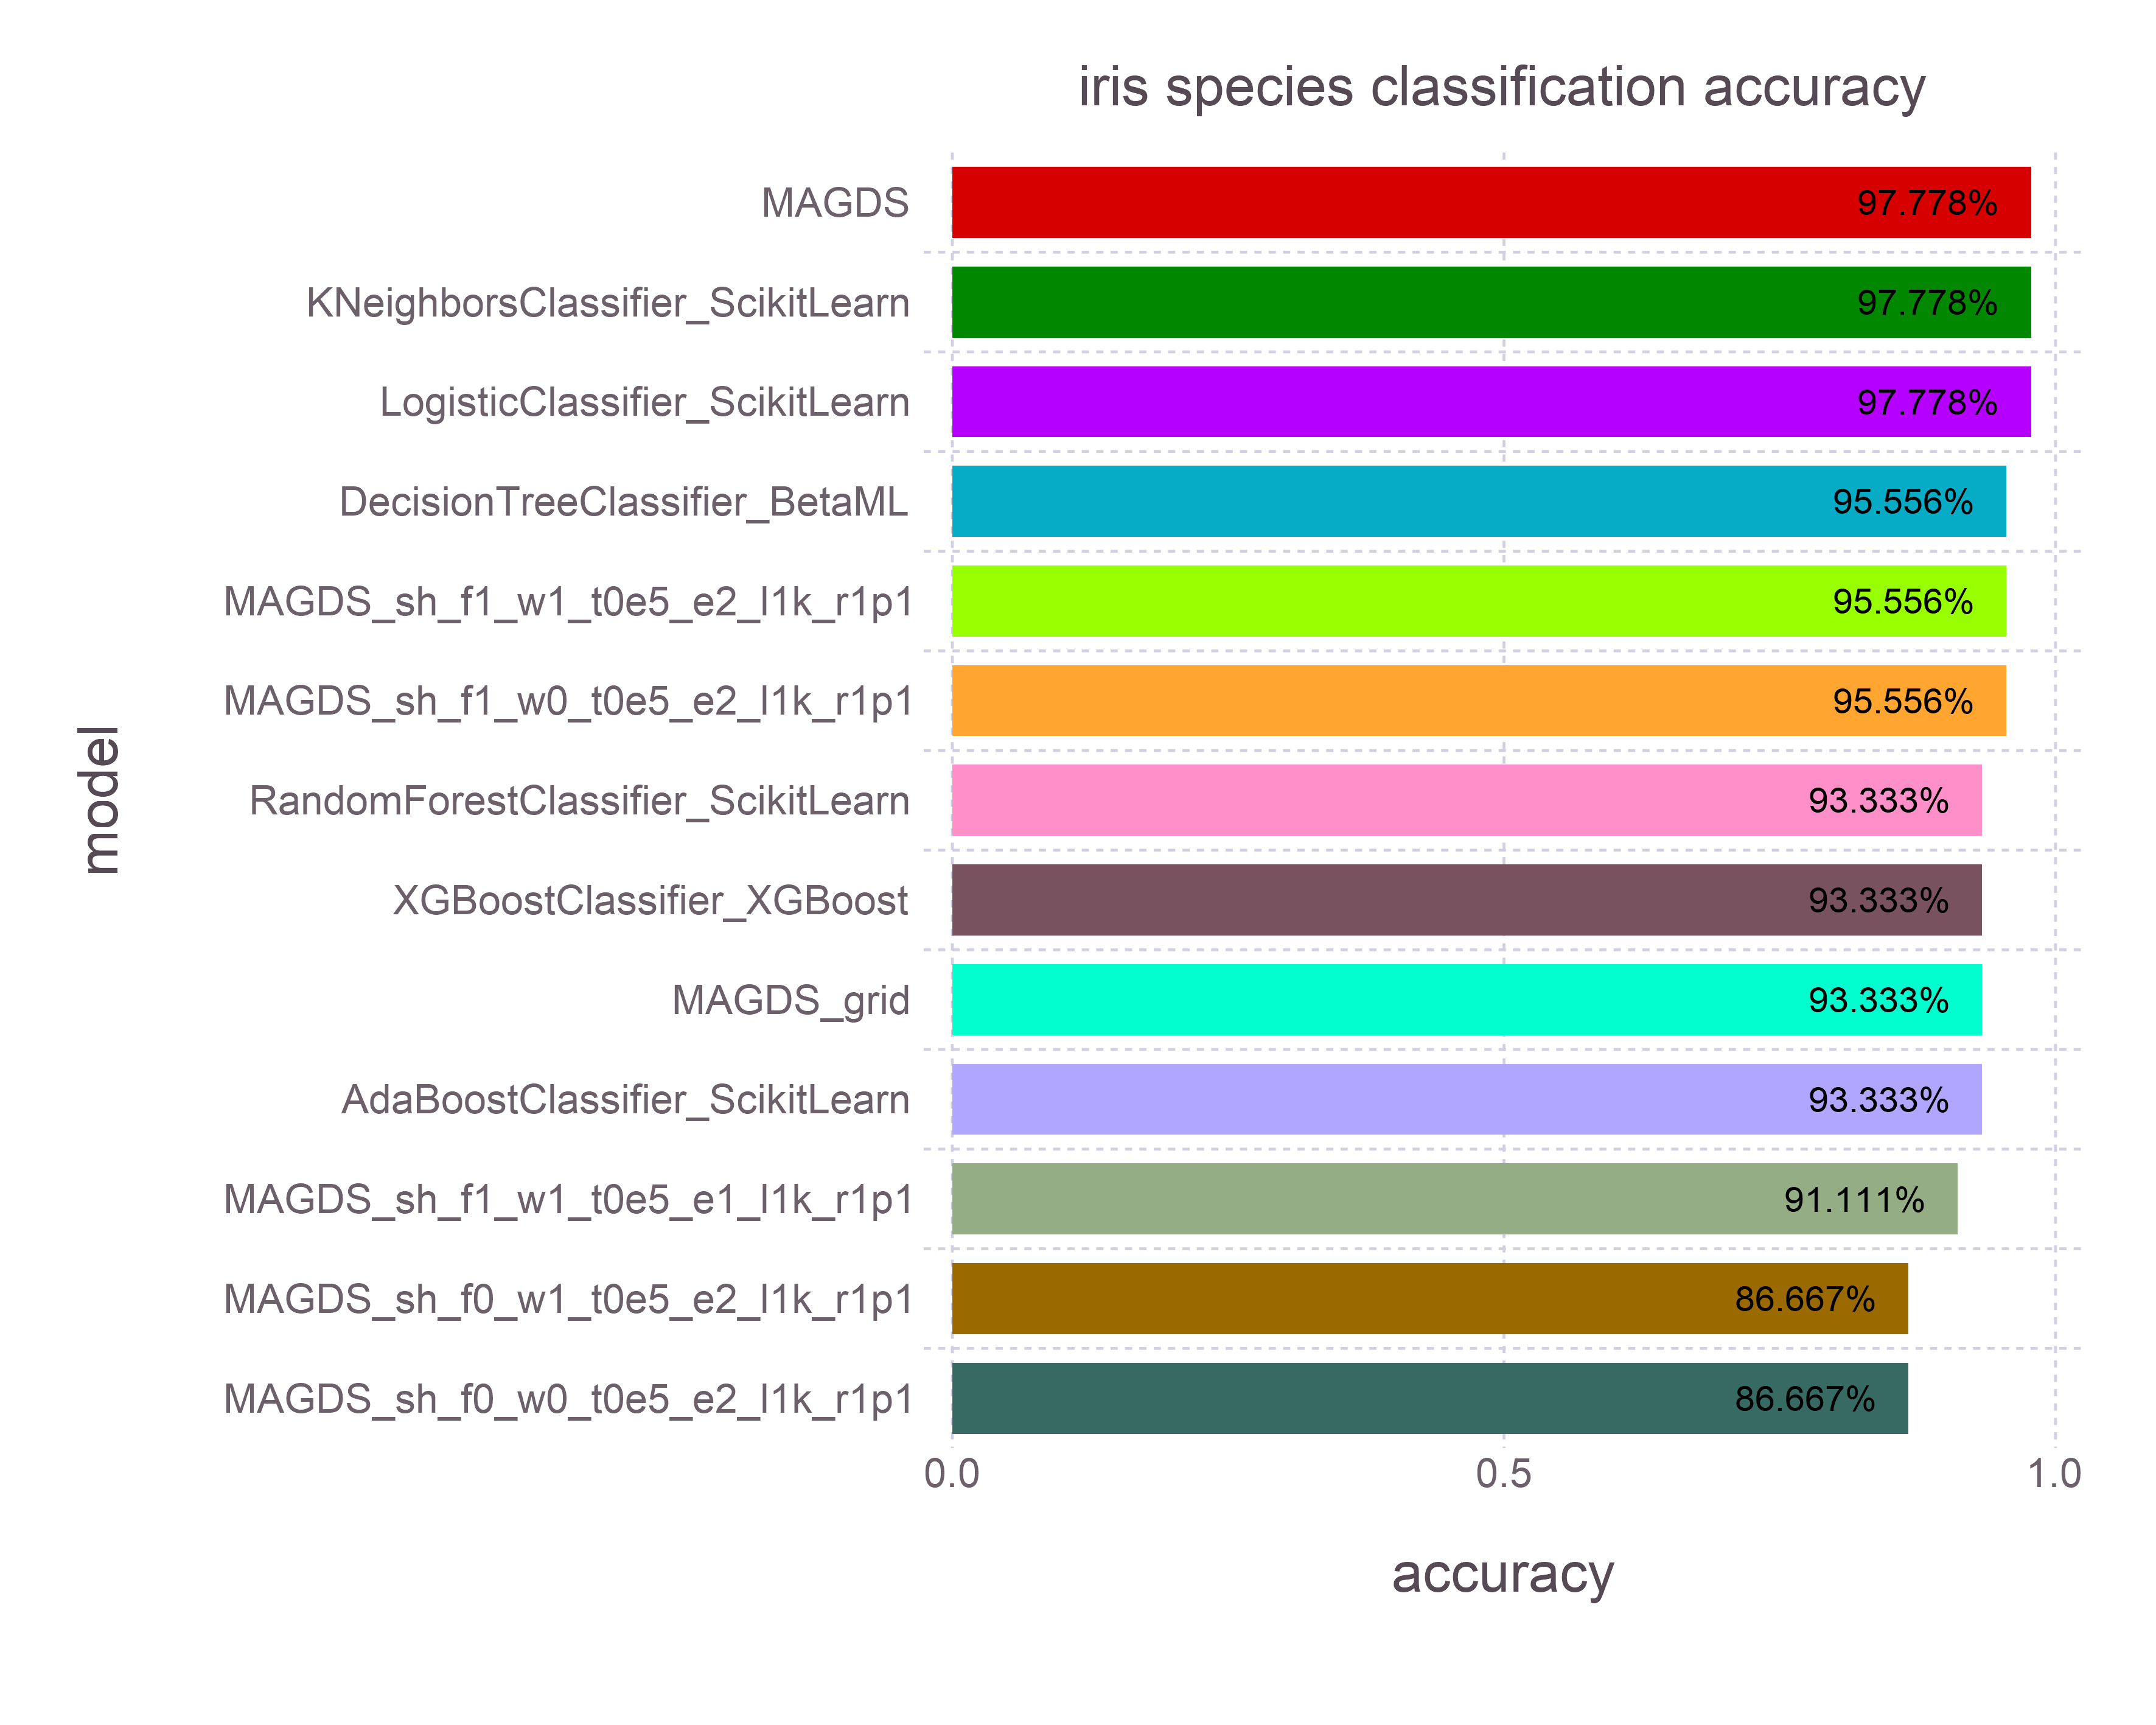 iris species classification accuracy
MAGDS 97.778%
KNeighborsClassifier_ScikitLearn 97.778%
LogisticClassifier_ScikitLearn 97.778%
DecisionTreeClassifier_BetaML 95.556%
MAGDS_sh_f1_w1_t0e5_e2_l1k_r1p1 95.556%
MAGDS_sh_f1_w0_t0e5_e2_l1k_r1p1 95.556%
RandomForestClassifier_ScikitLearn 93.333%
XGBoostClassifier_XGBoost 93.333%
MAGDS_grid 93.333%
AdaBoostClassifier_ScikitLearn 93.333%
MAGDS_sh_f1_w1_t0e5_e1_l1k_r1p1 91.111%
MAGDS_sh_f0_w1_t0e5_e2_l1k_r1p1 86.667%
MAGDS_sh_f0_w0_t0e5_e2_l1k_r1p1 86.667%
model
0.0 0.5 1.0
accuracy